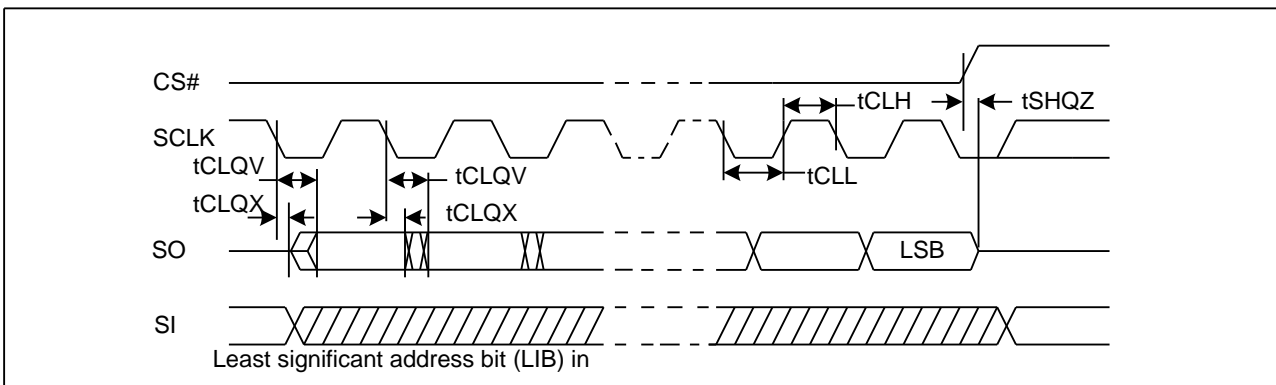 CS#
tCLH
tSHQZ
SCLK
tCLQV
tCLQV
tCLL
tCLQX
tCLQX
SO
LSB
SI
Least significant address bit (LIB) in